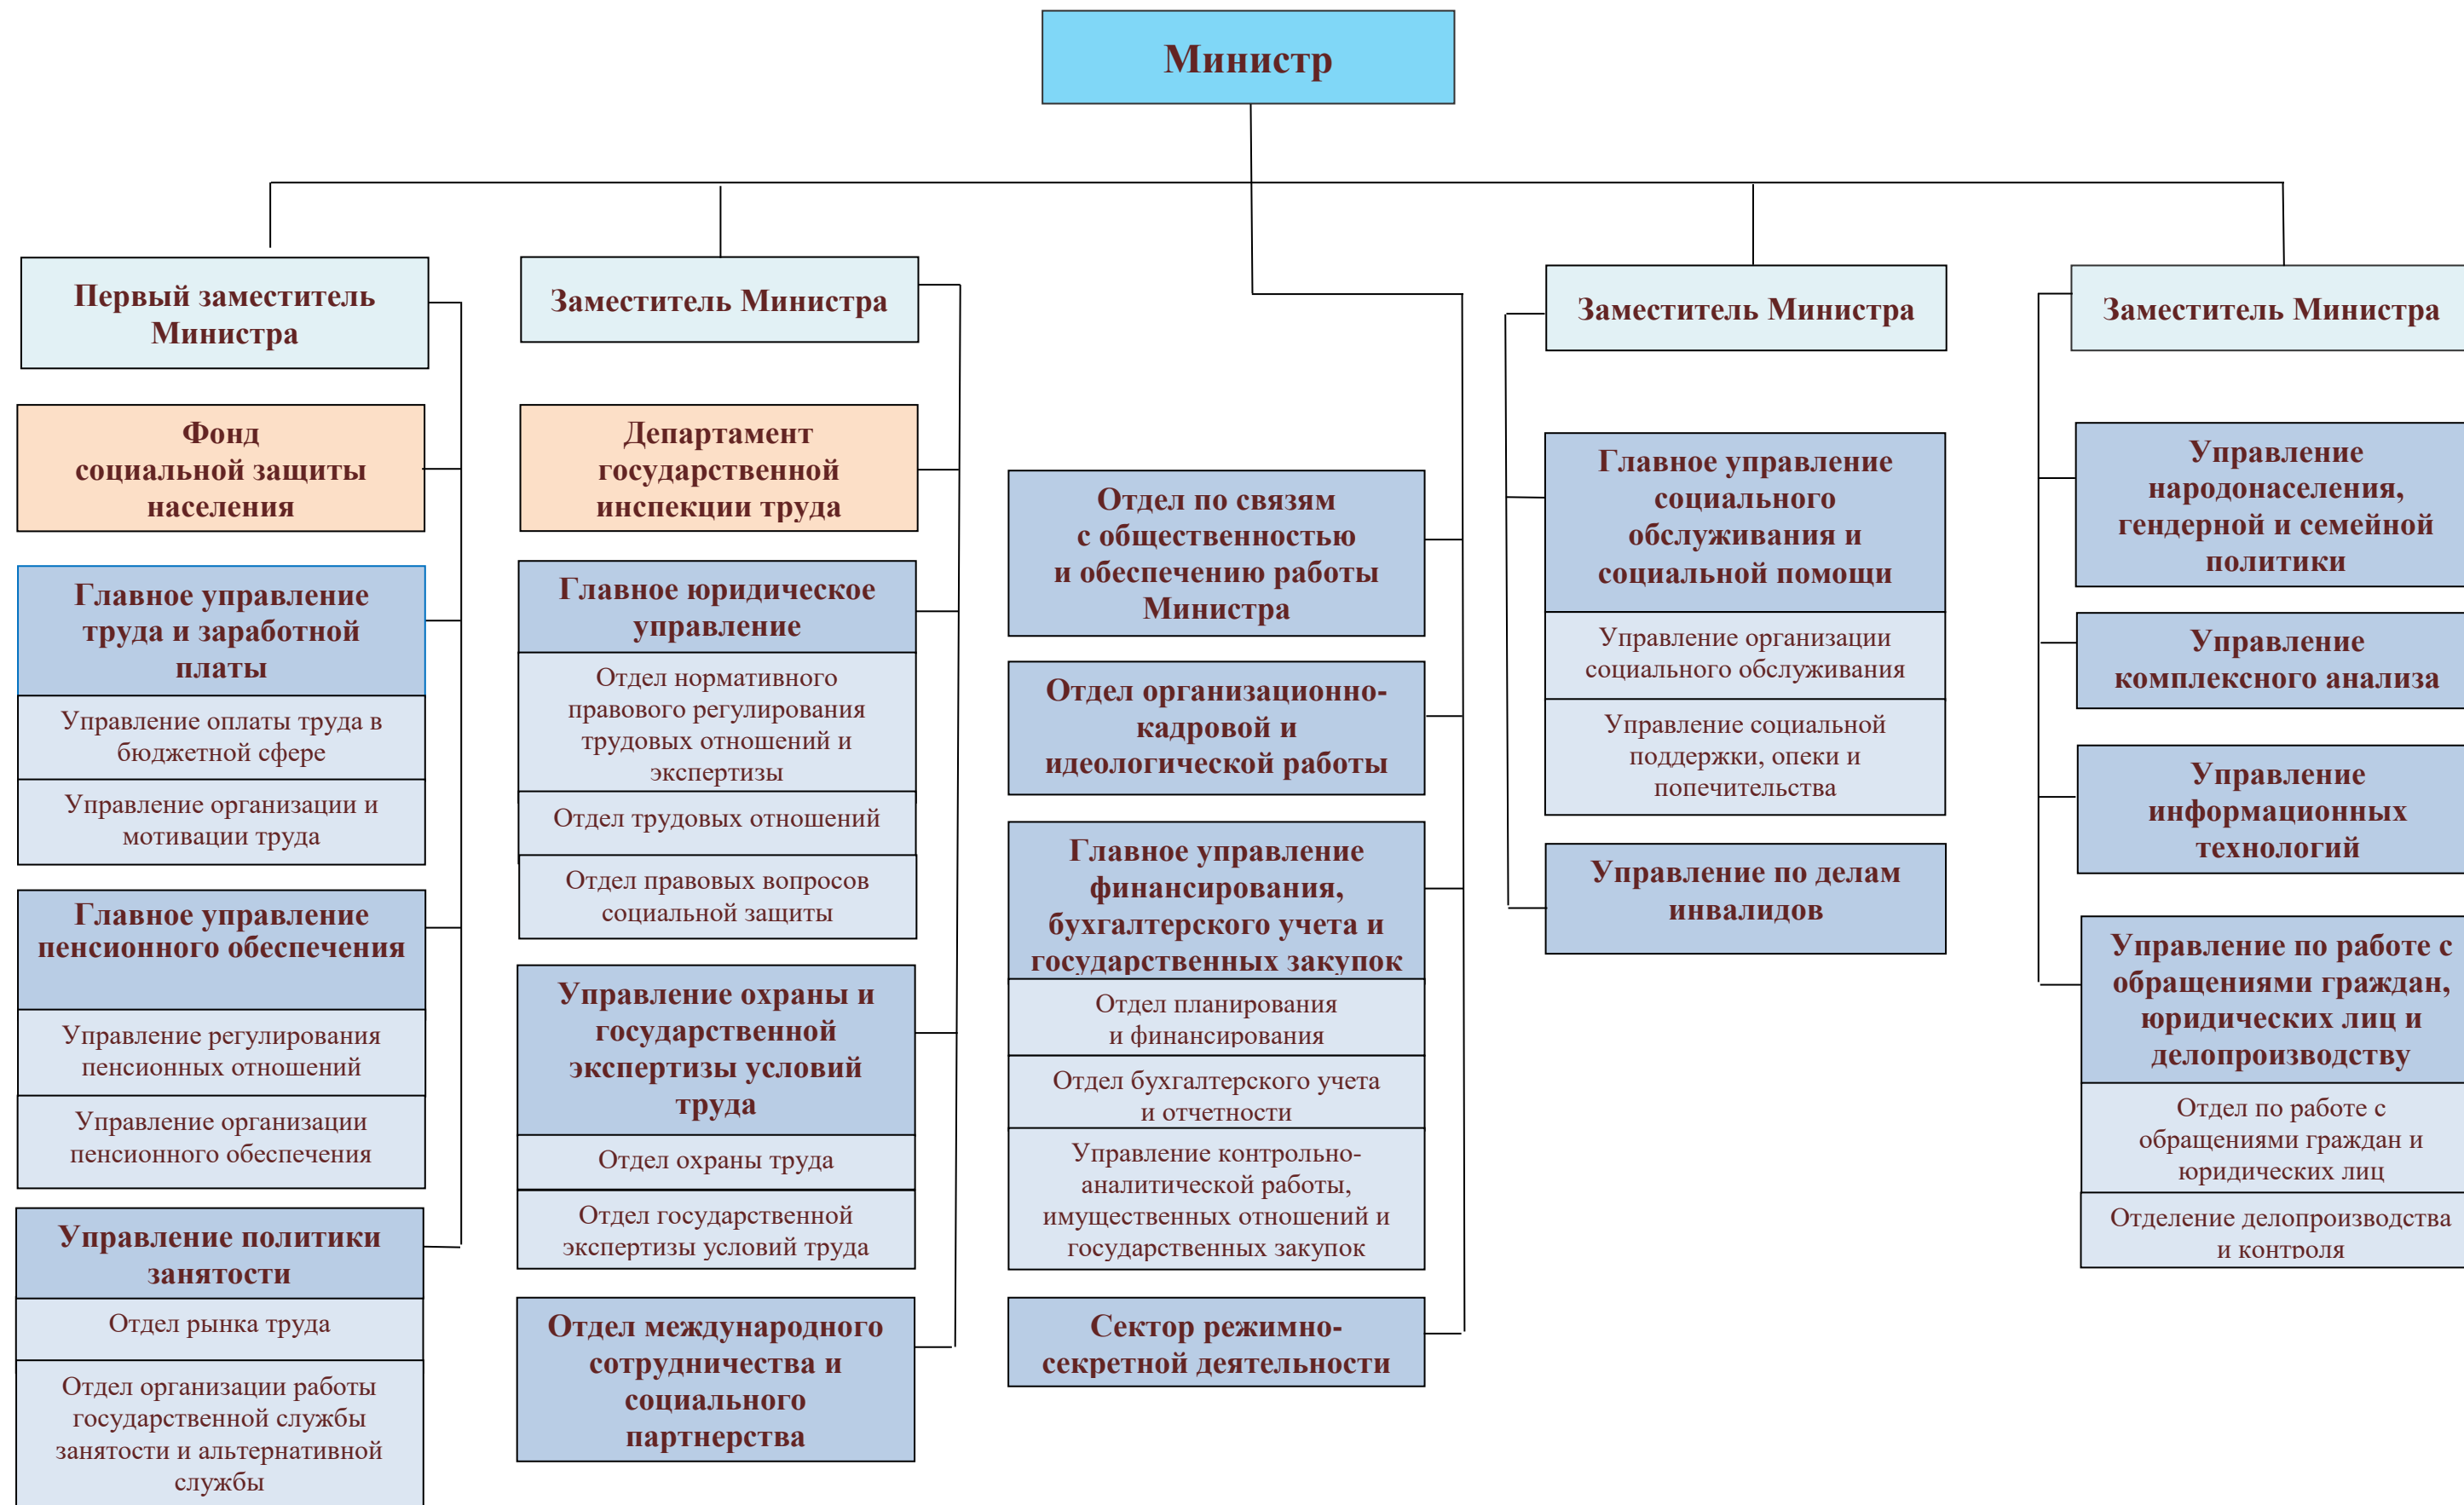 Министр
Первый заместитель
Министра
Фонд
социальной защиты
населения
Главное управление
труда и заработной
платы
Управление оплаты труда в
бюджетной сфере
Управление организации и
мотивации труда
Главное управление
пенсионного обеспечения
Управление регулирования
пенсионных отношений
Управление организации
пенсионного обеспечения
Управление политики
занятости
Отдел рынка труда
Отдел организации работы
государственной службы
занятости и альтернативной
службы
Заместитель Министра
Департамент
государственной
инспекции труда
Главное юридическое
управление
Отдел нормативного
правового регулирования
трудовых отношений и
экспертизы
Отдел трудовых отношений
Отдел правовых вопросов
социальной защиты
Управление охраны и
государственной
экспертизы условий
труда
Отдел охраны труда
Отдел государственной
экспертизы условий труда
Отдел международного
сотрудничества и
социального
партнерства
Отдел по связям
с общественностью
и обеспечению работы
Министра
Отдел организационно-
кадровой и
идеологической работы
Главное управление
финансирования,
бухгалтерского учета и
государственных закупок
Отдел планирования
и финансирования
Отдел бухгалтерского учета
и отчетности
Управление контрольно-
аналитической работы,
имущественных отношений и
государственных закупок
Сектор режимно-
секретной деятельности
Заместитель Министра
Главное управление
социального
обслуживания и
социальной помощи
Управление организации
социального обслуживания
Управление социальной
поддержки, опеки и
попечительства
Управление по делам
инвалидов
Заместитель Министра
Управление
народонаселения,
гендерной и семейной
политики
Управление
комплексного анализа
Управление
информационных
технологий
Управление по работе с
обращениями граждан,
юридических лиц и
делопроизводству
Отдел по работе с
обращениями граждан и
юридических лиц
Отделение делопроизводства
и контроля